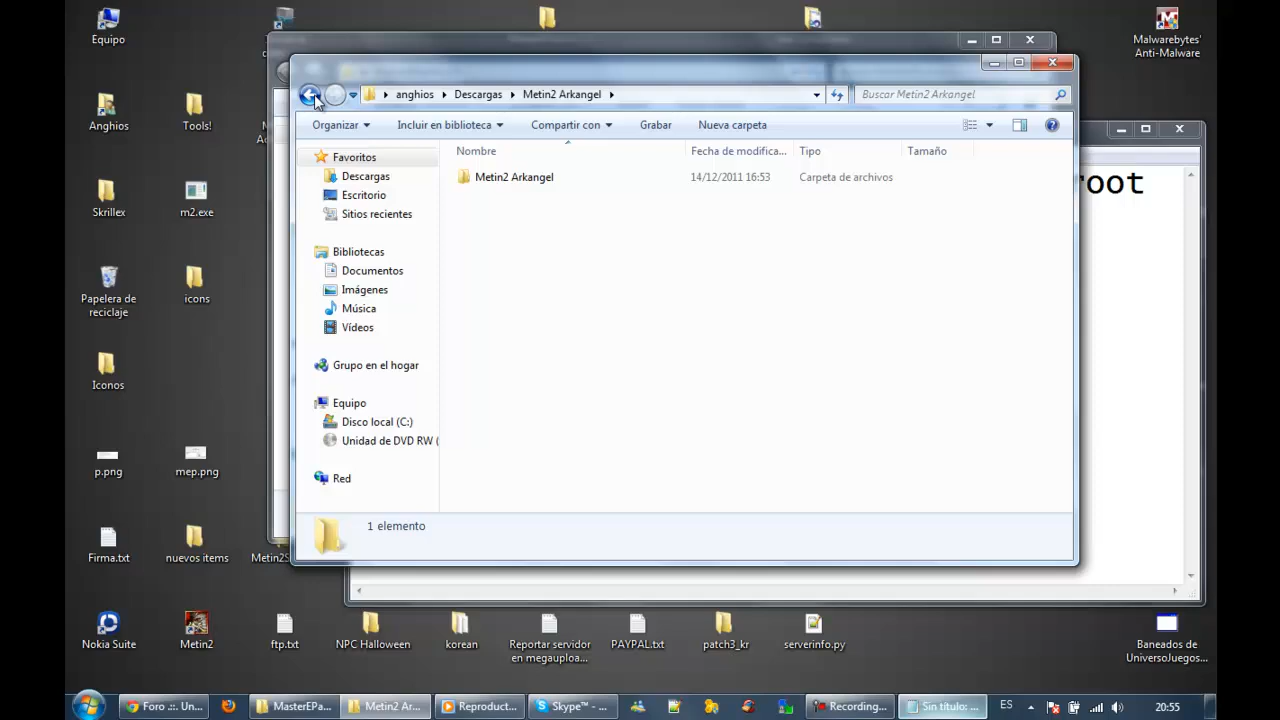 Equipo
Malwarebytes'
Anti-Malware
anghios
Descargas
Metin2 Arkangel
Buscar Metin2 Arkangel
Organizar
Incluir en biblioteca
Compartir con
Grabar
Nueva carpeta
Nombre
Fecha de modifica...
Tipo
Tamaño
Metin2 Arkangel
14/12/2011 16:53
Carpeta de archivos
Favoritos
Descargas
Escritorio
Sitios recientes
Bibliotecas
Documentos
Imágenes
Música
Vídeos
Grupo en el hogar
Equipo
Disco local (C:)
Unidad de DVD RW (
Red
1 elemento
root
Anghios
Tools!
Skrillex
m2.exe
Papelera de
reciclaje
icons
Iconos
p.png
mep.png
Firma.txt
nuevos items
Metin2S
Nokia Suite
Metin2
ftp.txt
NPC Halloween
korean
Reportar servidor
en megauploa...
PAYPAL.txt
patch3_kr
serverinfo.py
Baneados de
UniversoJuegos...
Foro .::. Un...
MasterEPa...
Metin2 Ar...
Reproduct...
Skype™ - ...
Recording...
Sin título: ...
ES
20:55